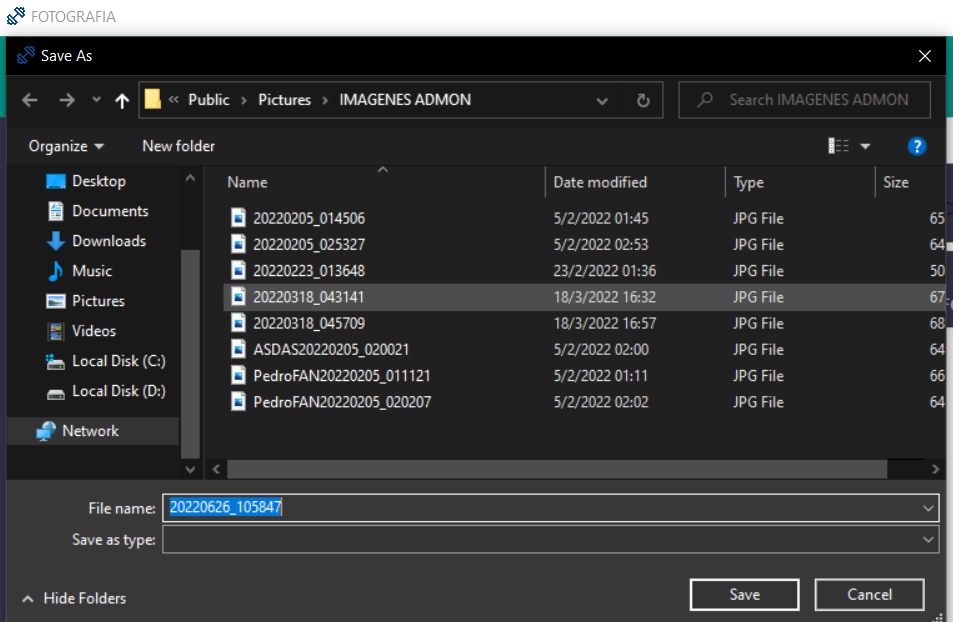 FOTOGRAFIA
Save As
« Public › Pictures › IMAGENES ADMON
Search IMAGENES ADMON
Organize
New folder
?
Desktop
Documents
Downloads
Music
Pictures
Videos
Local Disk (C:)
Local Disk (D:)
Network
Name Date modified Type Size
20220205_014506 5/2/2022 01:45 JPG File 65
20220205_025327 5/2/2022 02:53 JPG File 64
20220223_013648 23/2/2022 01:36 JPG File 50
20220318_043141 18/3/2022 16:32 JPG File 67
20220318_045709 18/3/2022 16:57 JPG File 68
ASDAS20220205_020021 5/2/2022 02:00 JPG File 64
PedroFAN20220205_011121 5/2/2022 01:11 JPG File 66
PedroFAN20220205_020207 5/2/2022 02:02 JPG File 64
File name: 20220626_105847
Save as type:
Hide Folders
Save
Cancel